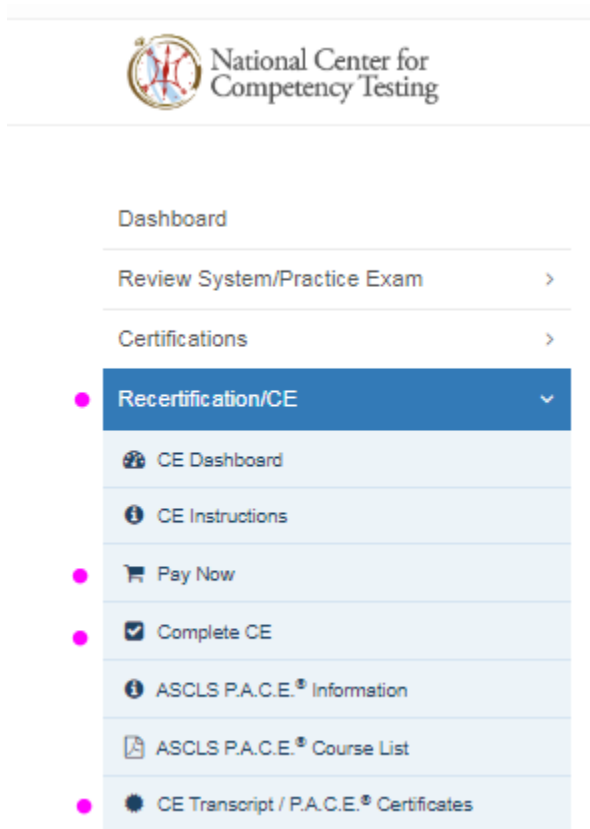 National Center for
Competency Testing
Dashboard
Review System/Practice Exam
Certifications
Recertification/CE
CE Dashboard
CE Instructions
Pay Now
Complete CE
ASCLS P.A.C.E.® Information
ASCLS P.A.C.E.® Course List
CE Transcript / P.A.C.E.® Certificates